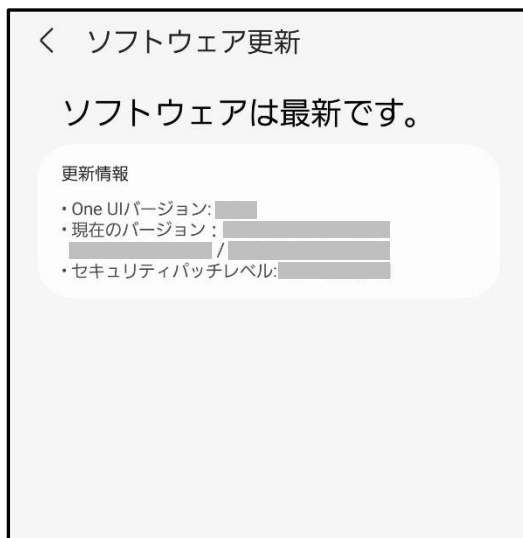 ソフトウェア更新
ソフトウェアは最新です。
更新情報
・One UIバージョン:
・現在のバージョン :
/
・セキュリティパッチレベル: